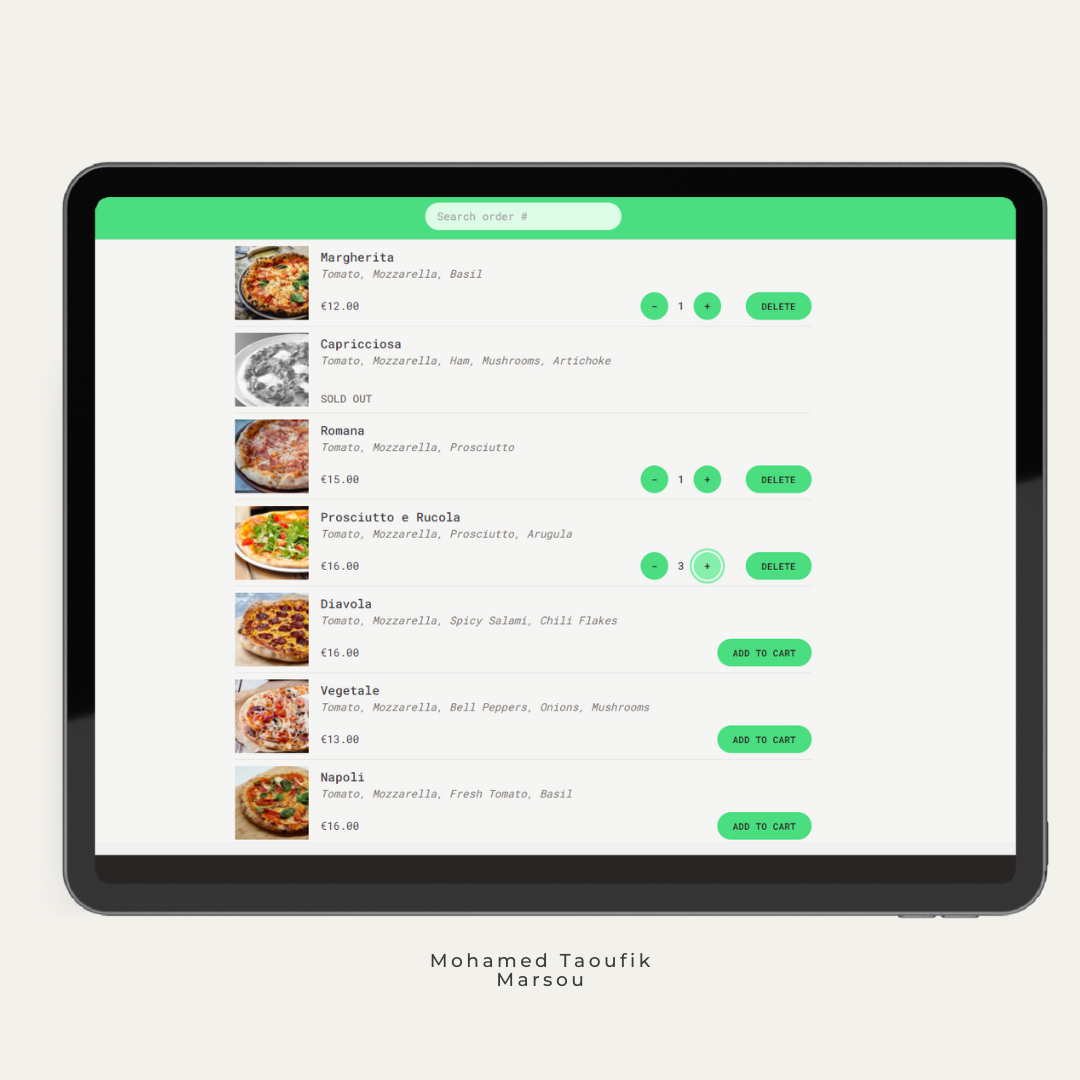 Search order #
Margherita
Tomato, Mozzarella, Basil
€12.00
- 1 + DELETE
Capricciosa
Tomato, Mozzarella, Ham, Mushrooms, Artichoke
SOLD OUT
Romana
Tomato, Mozzarella, Prosciutto
€15.00
- 1 + DELETE
Prosciutto e Rucola
Tomato, Mozzarella, Prosciutto, Arugula
€16.00
- 3 + DELETE
Diavola
Tomato, Mozzarella, Spicy Salami, Chili Flakes
€16.00
ADD TO CART
Vegetale
Tomato, Mozzarella, Bell Peppers, Onions, Mushrooms
€13.00
ADD TO CART
Napoli
Tomato, Mozzarella, Fresh Tomato, Basil
€16.00
ADD TO CART
Mohamed Taoufik
Marsou